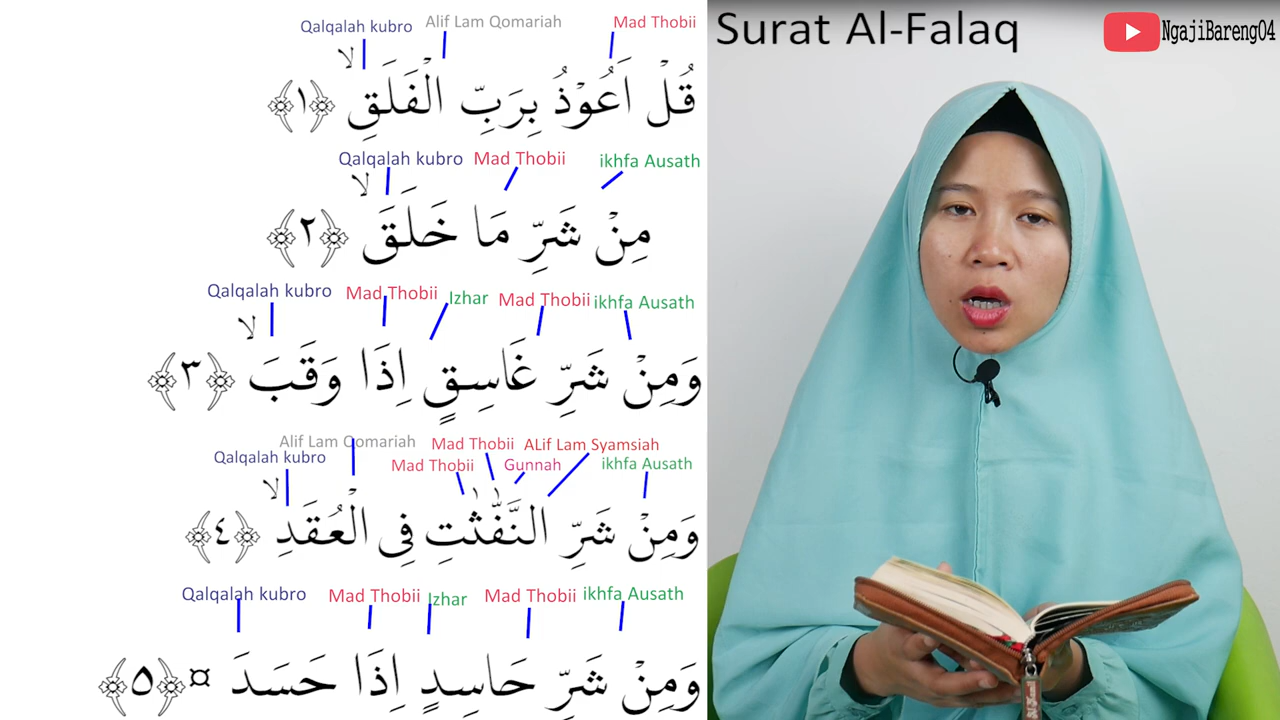 Surat Al-Falaq
NgajiBareng04
Qalqalah kubro Alif Lam Qomariah Mad Thobii
قُلْ اَعُوْذُ بِرَبِّ الْفَلَقِۙ ﴿١﴾
Qalqalah kubro Mad Thobii ikhfa Ausath
مِنْ شَرِّ مَا خَلَقَۙ ﴿٢﴾
Qalqalah kubro Mad Thobii Izhar Mad Thobii ikhfa Ausath
وَمِنْ شَرِّ غَاسِقٍ اِذَا وَقَبَۙ ﴿٣﴾
Alif Lam Qomariah Mad Thobii ALif Lam Syamsiah
Qalqalah kubro Mad Thobii Gunnah ikhfa Ausath
وَمِنْ شَرِّ النَّفّٰثٰتِ فِى الْعُقَدِۙ ﴿٤﴾
Qalqalah kubro Mad Thobii Izhar Mad Thobii ikhfa Ausath
وَمِنْ شَرِّ حَاسِدٍ اِذَا حَسَدَ ¤﴿٥﴾